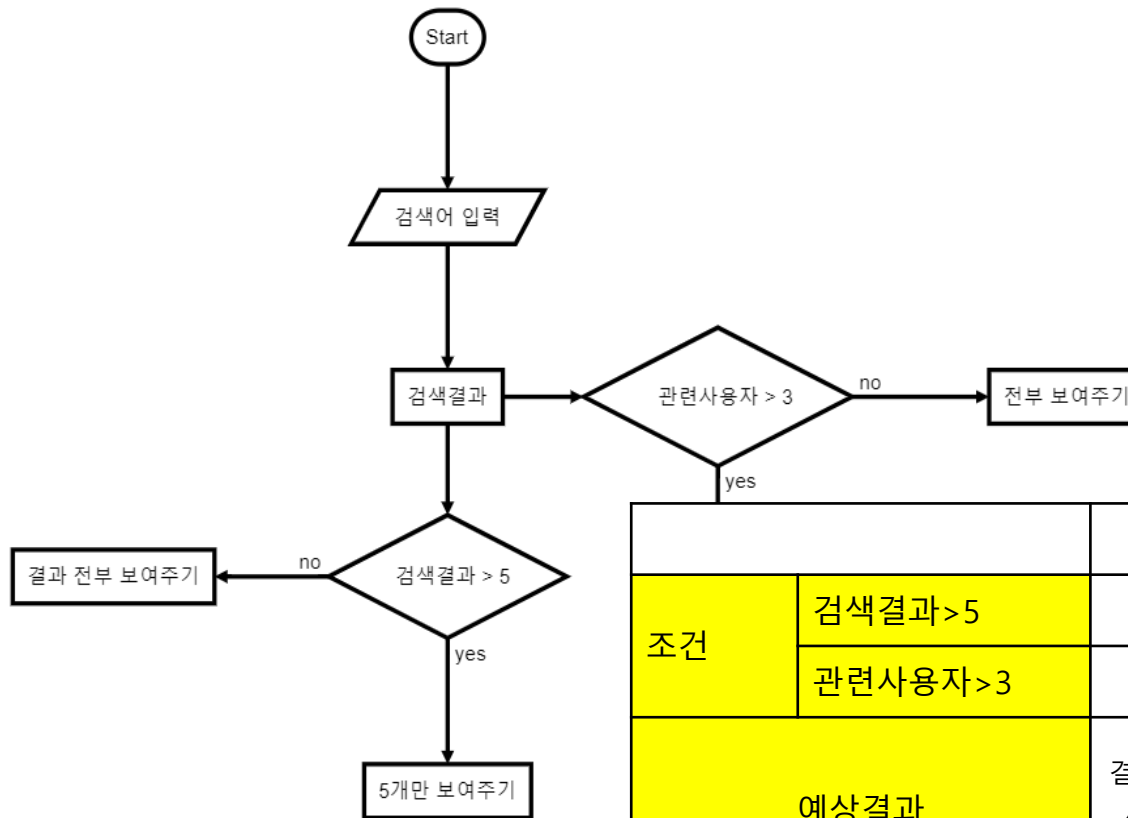 Start
검색어 입력
검색결과
관련사용자 > 3
no
전부 보여주기
yes
결과 전부 보여주기
no
검색결과 > 5
yes
5개만 보여주기
조건
검색결과>5
관련사용자>3
예상결과